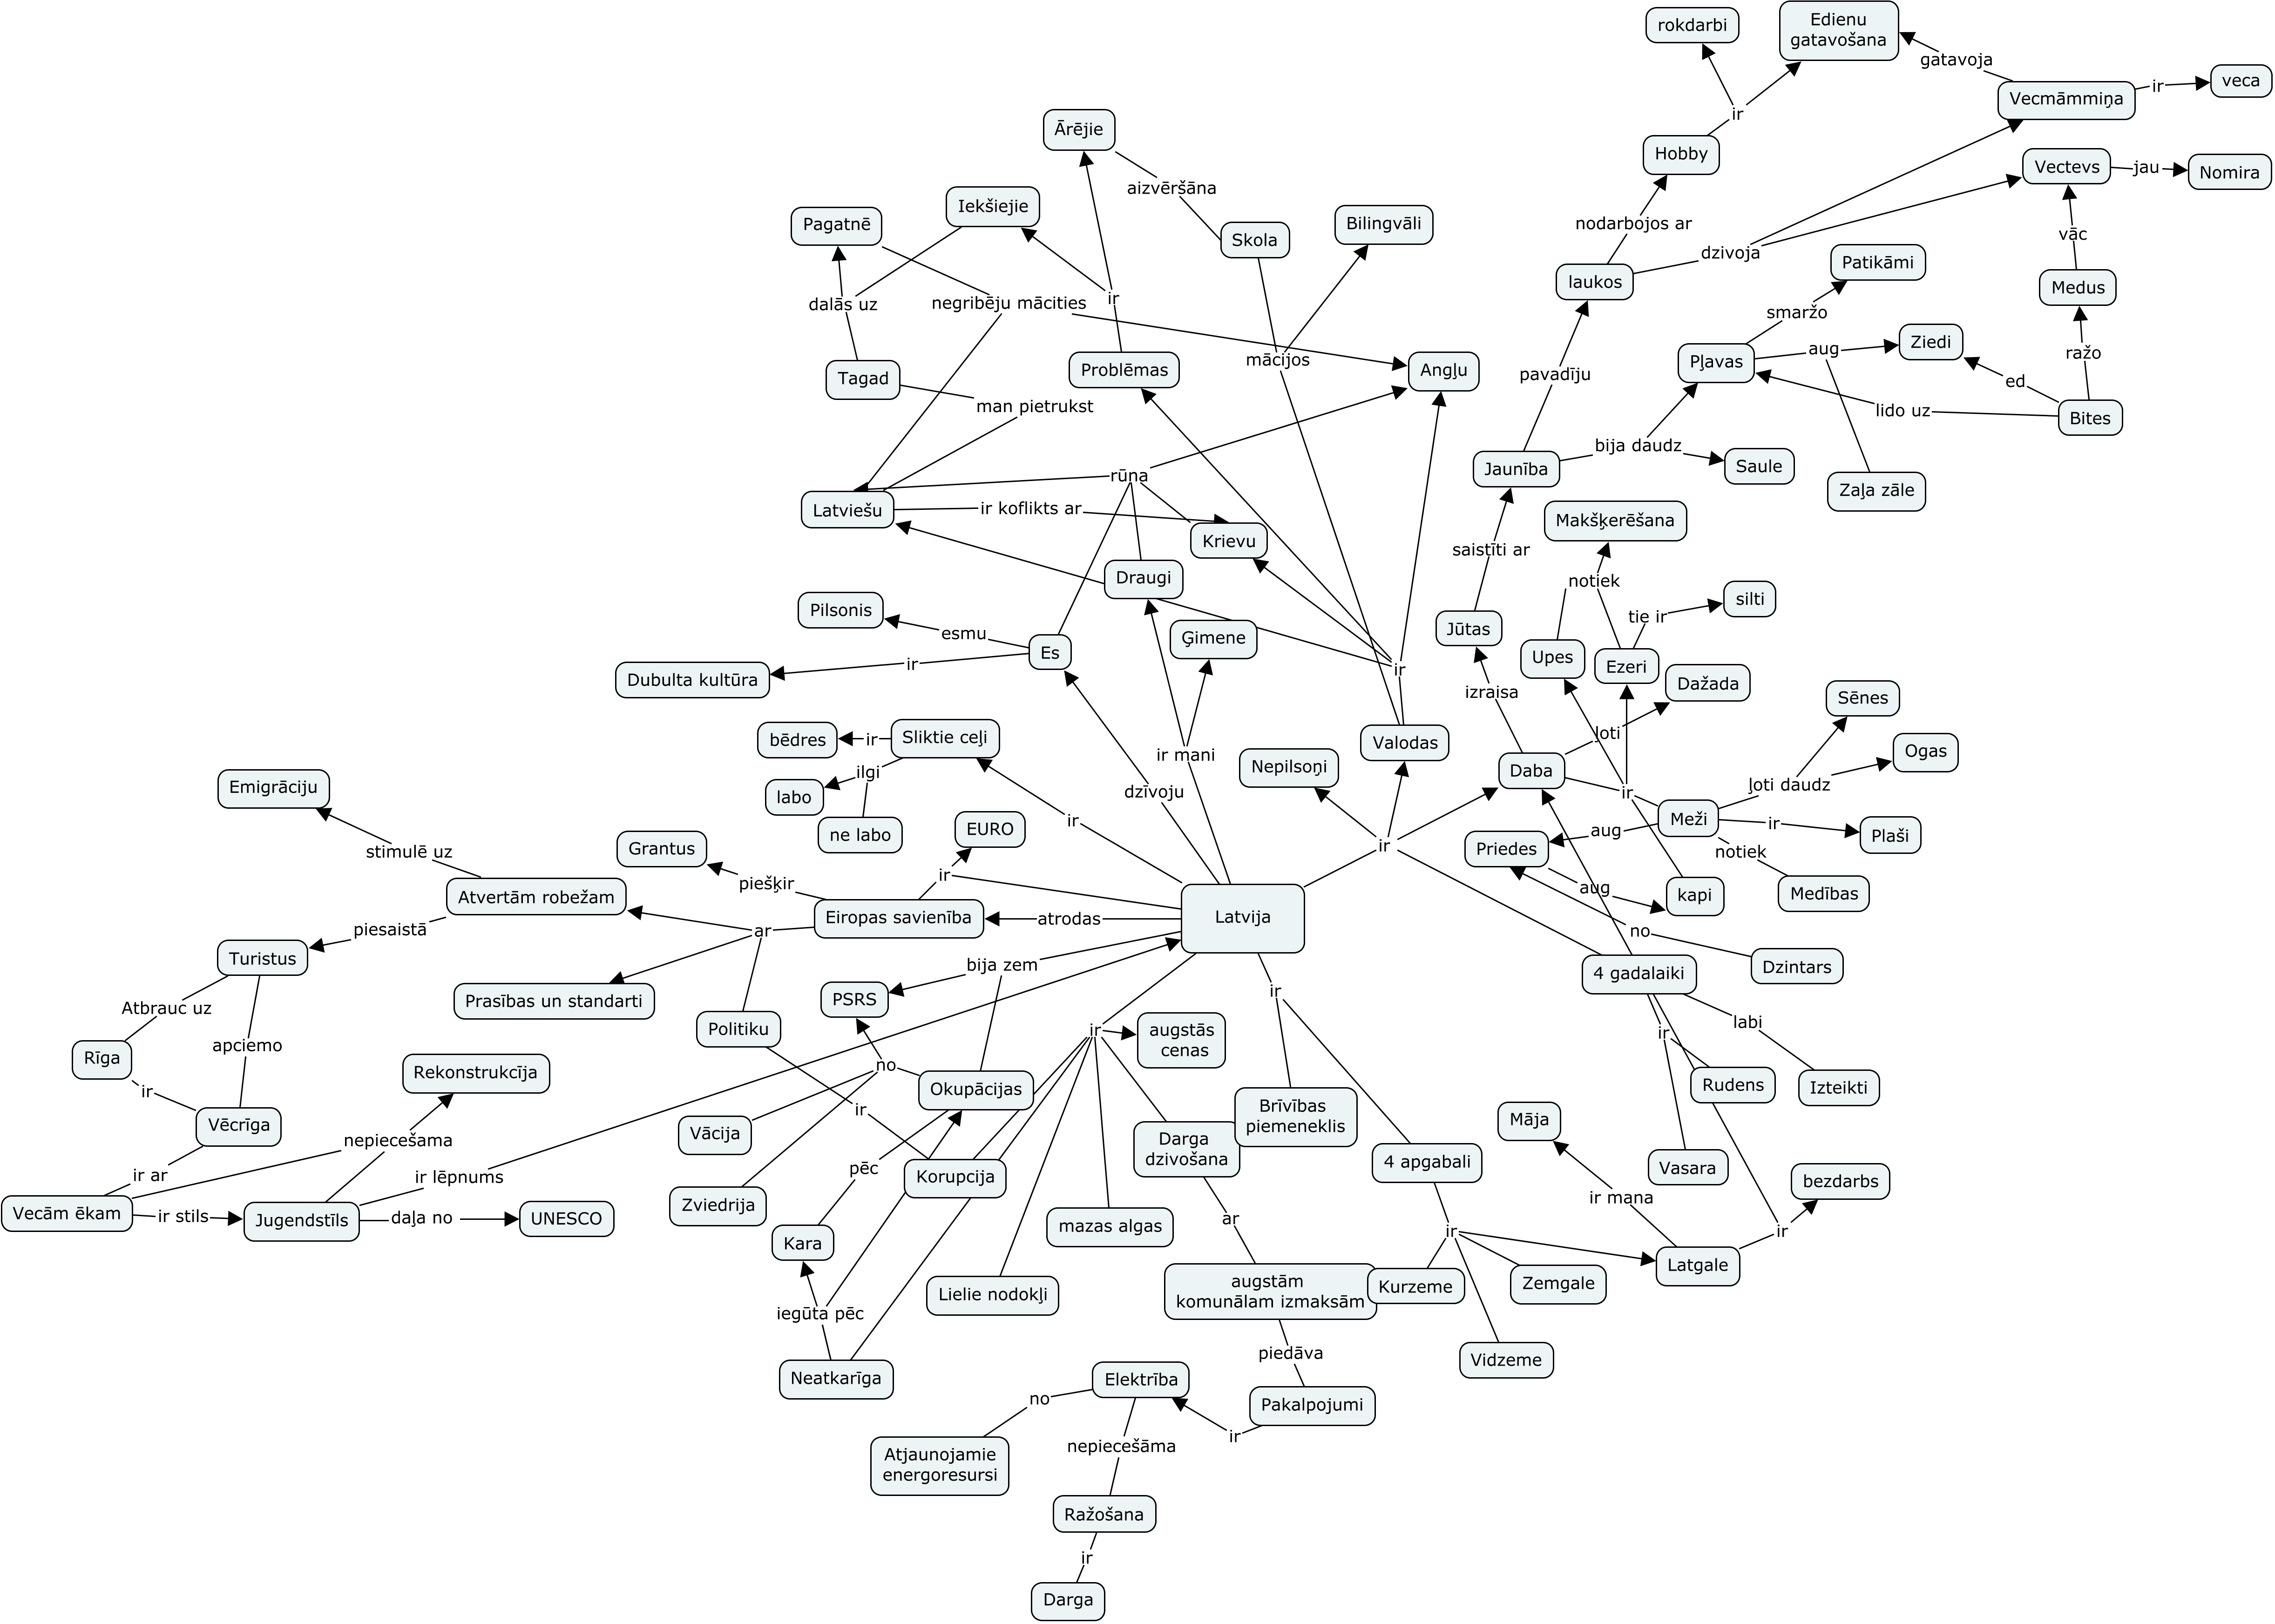 rokdarbi
Edienu
gatavošana
gatavoja
Vecmāmmiņa
ir
veca
ir
Hobby
Ārējie
aizvēršāna
Vectevs
jau
Nomira
Iekšiejie
Pagatnē
Skola
Bilingvāli
nodarbojos ar
dzivoja
vāc
Patikāmi
laukos
Medus
smaržo
dalās uz
negribēju mācities
ir
mācijos
Ziedi
Pļavas
aug
ražo
Tagad
Problēmas
Angļu
pavadīju
ed
man pietrukst
lido uz
Bites
bija daudz
Jaunība
Saule
rūņa
Zaļa zāle
Latviešu
ir koflikts ar
Makšķerēšana
Krievu
saistīti ar
Draugi
notiek
Pilsonis
silti
esmu
Ģimene
Jūtas
tie ir
Es
Upes
Ezeri
ir
Dubulta kultūra
ir
Dažada
izraisa
Sēnes
bēdres
ir
Sliktie ceļi
ir mani
Valodas
ļoti
Ogas
Nepilsoņi
Daba
Emigrāciju
ilgi
labo
dzīvoju
ir
ļoti daudz
ne labo
EURO
ir
Meži
ir
Plaši
Grantus
aug
Priedes
stimulē uz
ir
notiek
piešķir
ir
aug
kapi
Medības
Atvertām robežam
Eiropas savienība
atrodas
Latvija
piesaistā
ar
no
Turistus
bija zem
4 gadalaiki
Dzintars
Prasības un standarti
PSRS
ir
Atbrauc uz
Politiku
ir
augstās
cenas
labi
ir
Rīga
apciemo
Rekonstrukcīja
no
Okupācijas
Rudens
Izteikti
ir
ir
Brīvības
piemeneklis
Vēcrīga
Vācija
Māja
nepiecešama
Darga
dzivošana
4 apgabali
Vasara
ir ar
ir lēpnums
pēc
Korupcija
bezdarbs
Zviedrija
ir mana
Vecām ēkam
ir stils
Jugendstīls
daļa no
UNESCO
mazas algas
ar
ir
ir
Kara
Latgale
Lielie nodokļi
augstām
komunālam izmaksām
Kurzeme
Zemgale
iegūta pēc
piedāva
Vidzeme
Neatkarīga
Elektrība
no
Pakalpojumi
ir
nepiecešāma
Atjaunojamie
energoresursi
Ražošana
ir
Darga